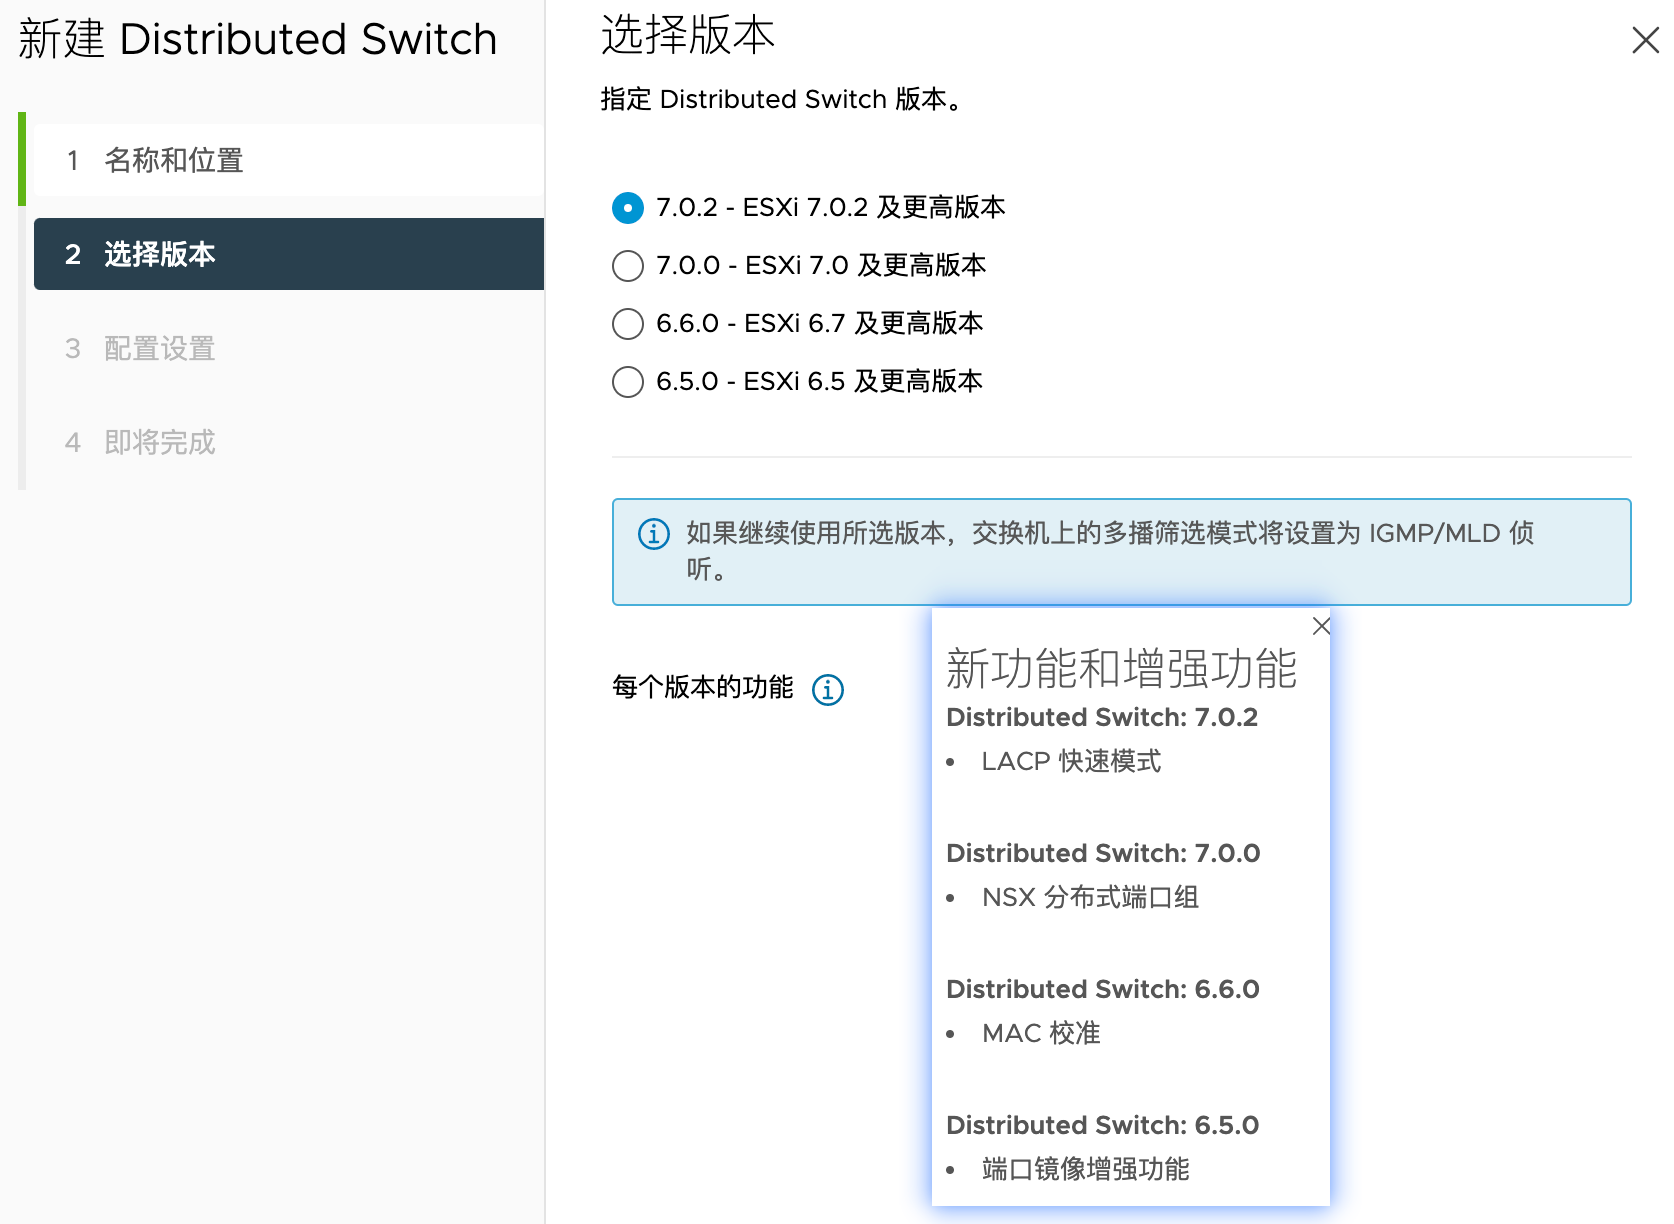 新建 Distributed Switch
1 名称和位置
2 选择版本
3 配置设置
4 即将完成
选择版本
指定 Distributed Switch 版本。
7.0.2 - ESXi 7.0.2 及更高版本
7.0.0 - ESXi 7.0 及更高版本
6.6.0 - ESXi 6.7 及更高版本
6.5.0 - ESXi 6.5 及更高版本
如果继续使用所选版本，交换机上的多播筛选模式将设置为 IGMP/MLD 侦
听。
每个版本的功能
新功能和增强功能
Distributed Switch: 7.0.2
• LACP 快速模式
Distributed Switch: 7.0.0
• NSX 分布式端口组
Distributed Switch: 6.6.0
• MAC 校准
Distributed Switch: 6.5.0
• 端口镜像增强功能